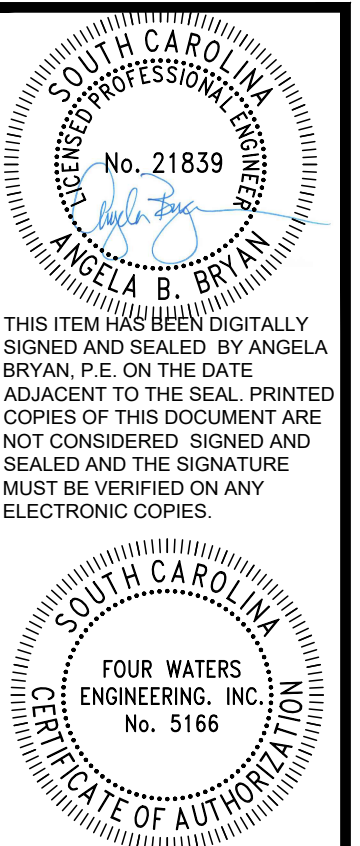 SOUTH CAROLINA
LICENSED PROFESSIONAL ENGINEER
No. 21839
Angela Bryan
ANGELA B. BRYAN
THIS ITEM HAS BEEN DIGITALLY
SIGNED AND SEALED BY ANGELA
BRYAN, P.E. ON THE DATE
ADJACENT TO THE SEAL. PRINTED
COPIES OF THIS DOCUMENT ARE
NOT CONSIDERED SIGNED AND
SEALED AND THE SIGNATURE
MUST BE VERIFIED ON ANY
ELECTRONIC COPIES.
SOUTH CAROLINA
FOUR WATERS
ENGINEERING. INC.
No. 5166
CERTIFICATE OF AUTHORIZATION